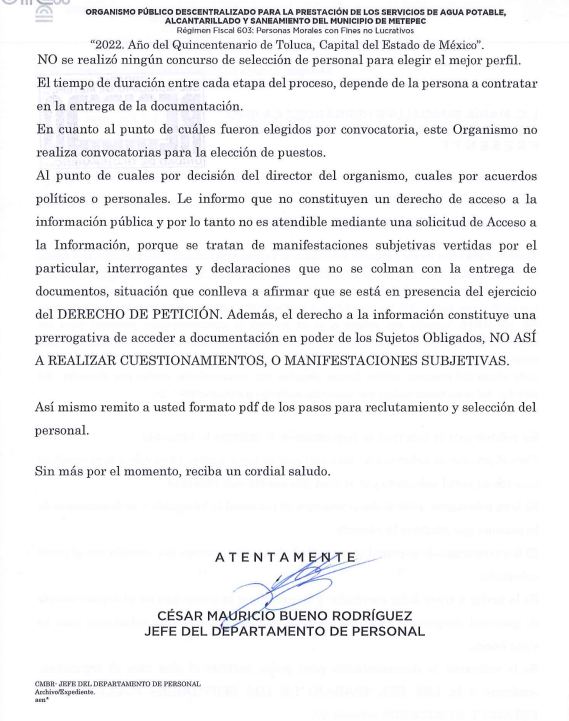 ORGANISMO PÚBLICO DESCENTRALIZADO PARA LA PRESTACIÓN DE LOS SERVICIOS DE AGUA POTABLE,
ALCANTARILLADO Y SANEAMIENTO DEL MUNICIPIO DE METEPEC
Régimen Fiscal 603: Personas Morales con Fines no Lucrativos
“2022. Año del Quincentenario de Toluca, Capital del Estado de México”.
NO se realizó ningún concurso de selección de personal para elegir el mejor perfil.
El tiempo de duración entre cada etapa del proceso, depende de la persona a contratar
en la entrega de la documentación.
En cuanto al punto de cuáles fueron elegidos por convocatoria, este Organismo no
realiza convocatorias para la elección de puestos.
Al punto de cuales por decisión del director del organismo, cuales por acuerdos
políticos o personales. Le informo que no constituyen un derecho de acceso a la
información pública y por lo tanto no es atendible mediante una solicitud de Acceso a
la Información, porque se tratan de manifestaciones subjetivas vertidas por el
particular, interrogantes y declaraciones que no se colman con la entrega de
documentos, situación que conlleva a afirmar que se está en presencia del ejercicio
del DERECHO DE PETICIÓN. Además, el derecho a la información constituye una
prerrogativa de acceder a documentación en poder de los Sujetos Obligados, NO ASÍ
A REALIZAR CUESTIONAMIENTOS, O MANIFESTACIONES SUBJETIVAS.
Así mismo remito a usted formato pdf de los pasos para reclutamiento y selección del
personal.
Sin más por el momento, reciba un cordial saludo.
A T E N T A M E N T E
CÉSAR MAURICIO BUENO RODRÍGUEZ
JEFE DEL DEPARTAMENTO DE PERSONAL
CMBR- JEFE DEL DEPARTAMENTO DE PERSONAL
Archivo/Expediente.
aen*